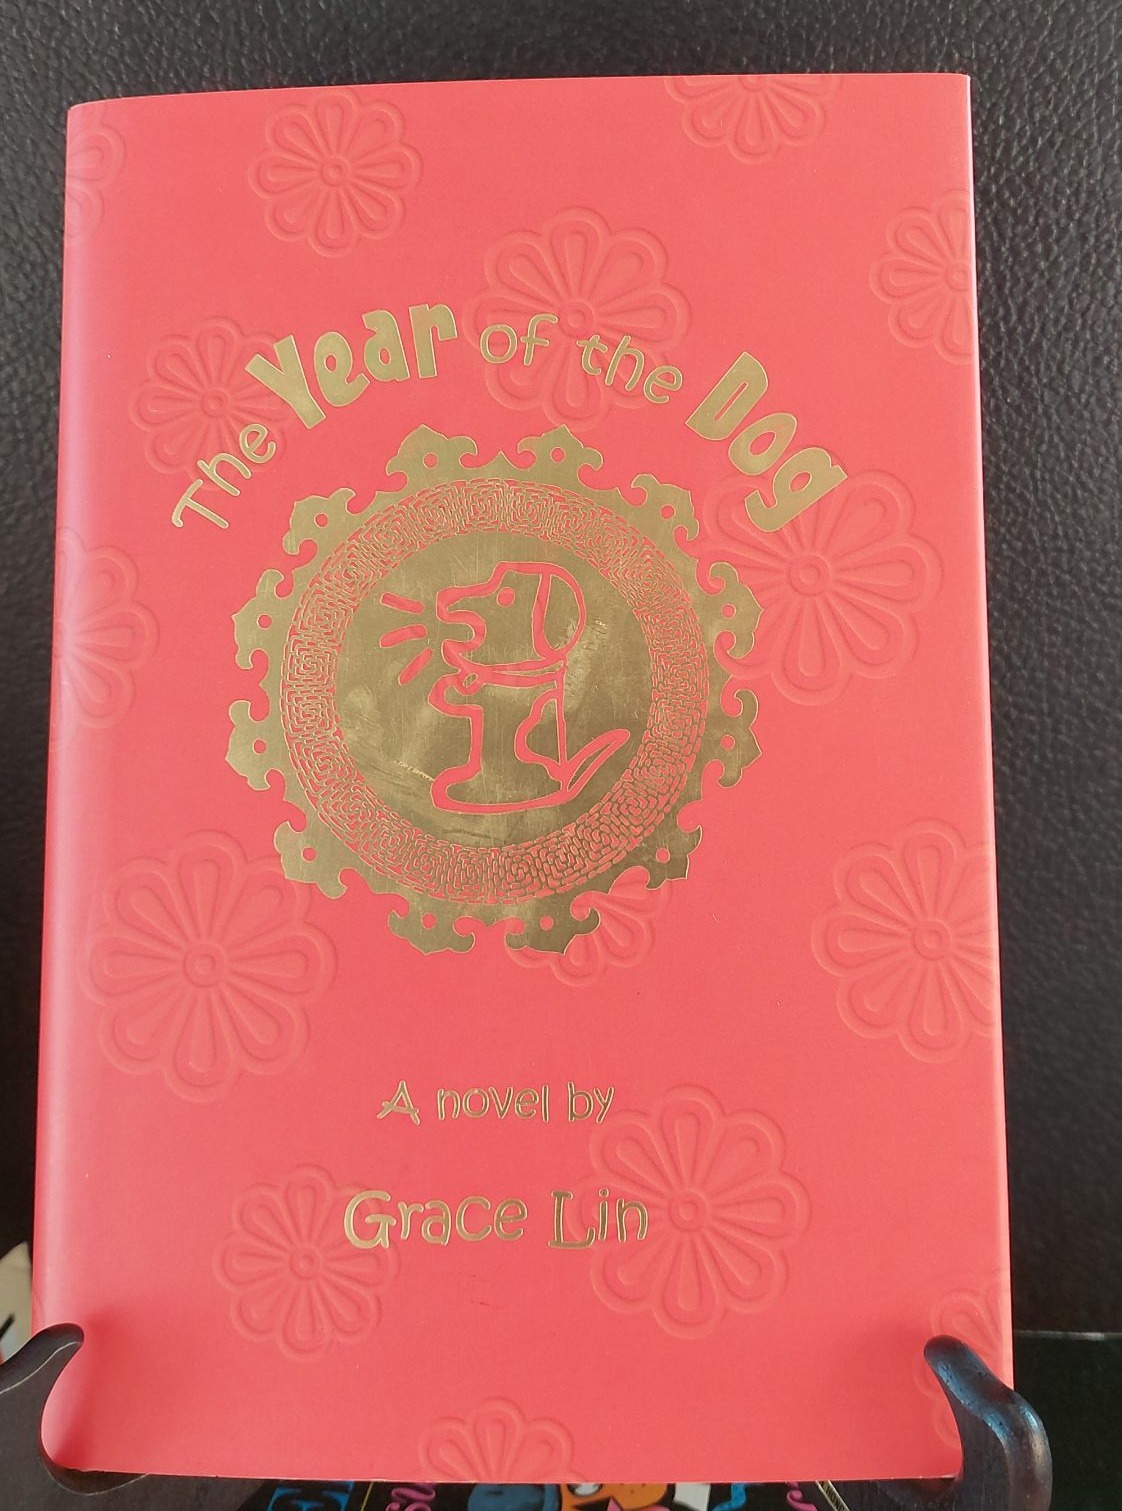 The Year of the Dog
A novel by
Grace Lin